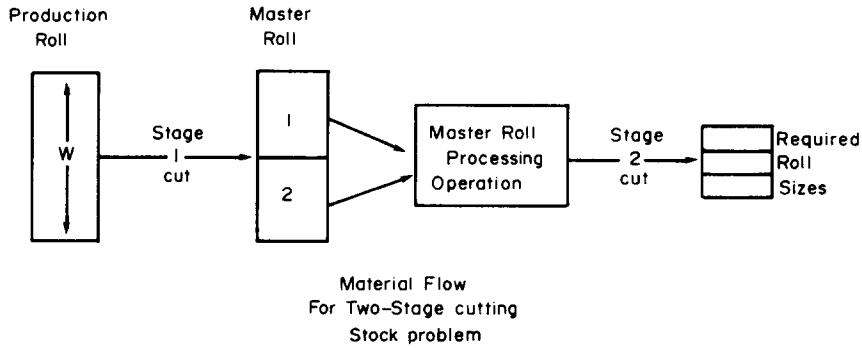 Production
Roll
Master
Roll
W
Stage
1
cut
1
2
Master Roll
Processing
Operation
Stage
2
cut
Required
Roll
Sizes
Material Flow
For Two-Stage cutting
Stock problem